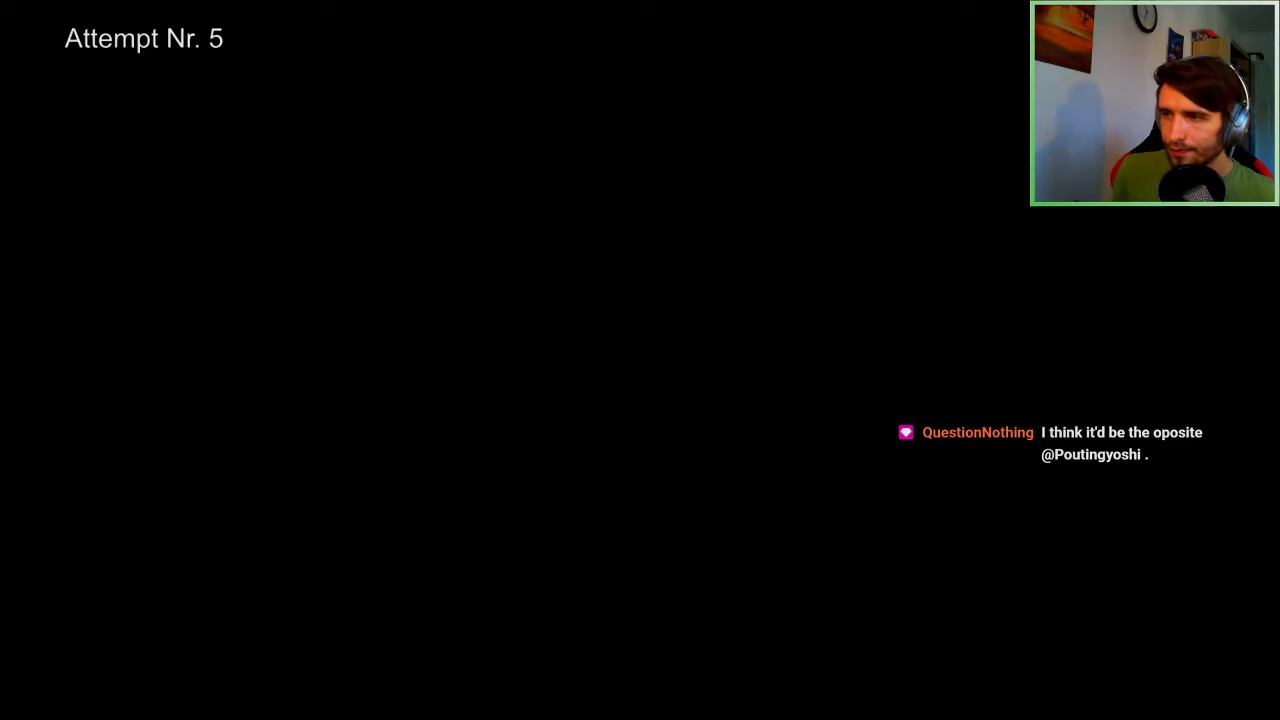 Attempt Nr. 5
QuestionNothing I think it'd be the oposite
@Poutingyoshi .